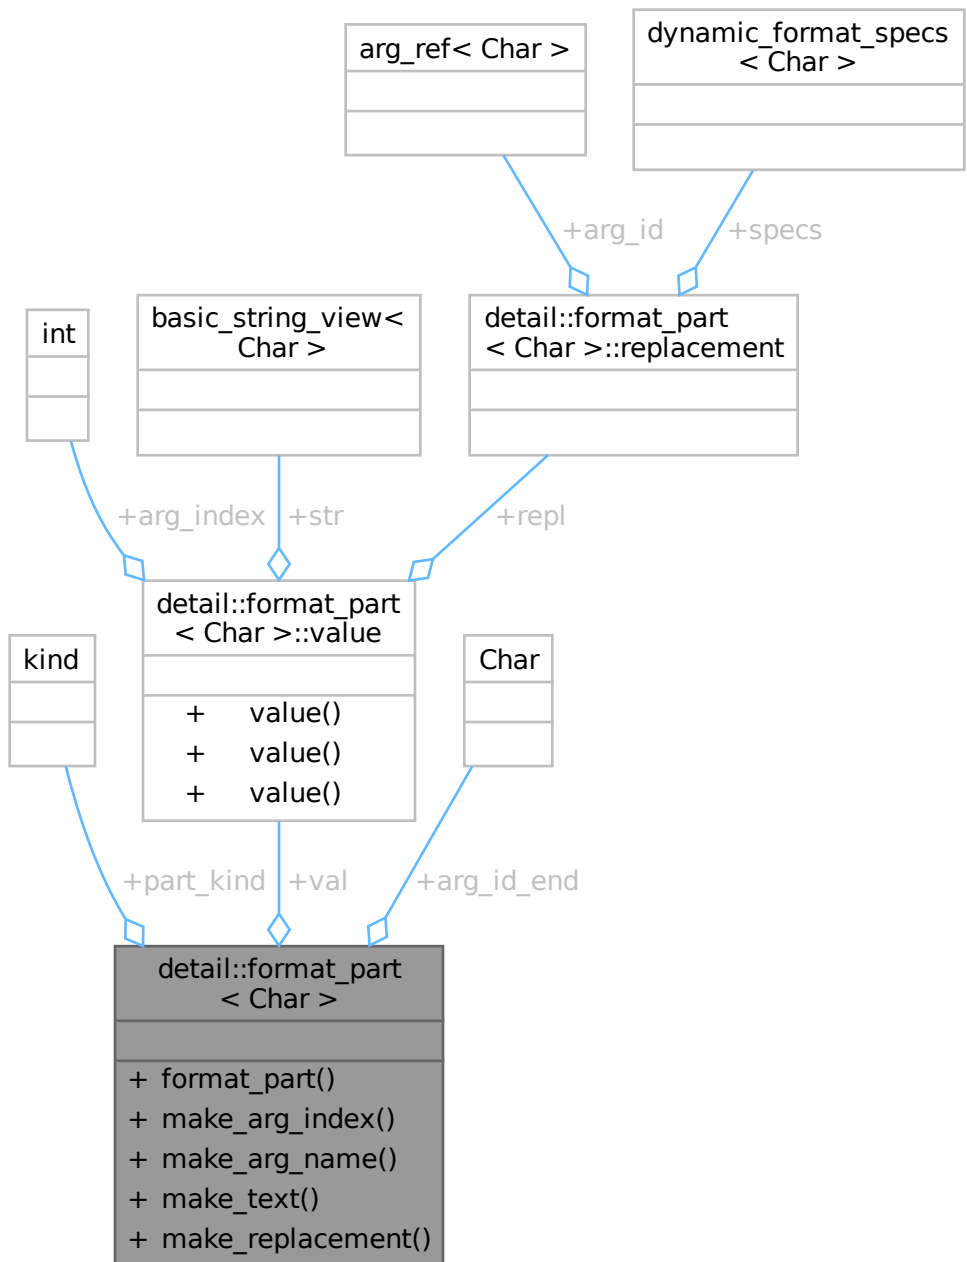 arg_ref< Char >
dynamic_format_specs
< Char >
+arg_id
+specs
int
basic_string_view<
Char >
detail::format_part
< Char >::replacement
+arg_index
+str
+repl
kind
detail::format_part
< Char >::value
+ value()
+ value()
+ value()
Char
+part_kind
+val
+arg_id_end
detail::format_part
< Char >
+ format_part()
+ make_arg_index()
+ make_arg_name()
+ make_text()
+ make_replacement()